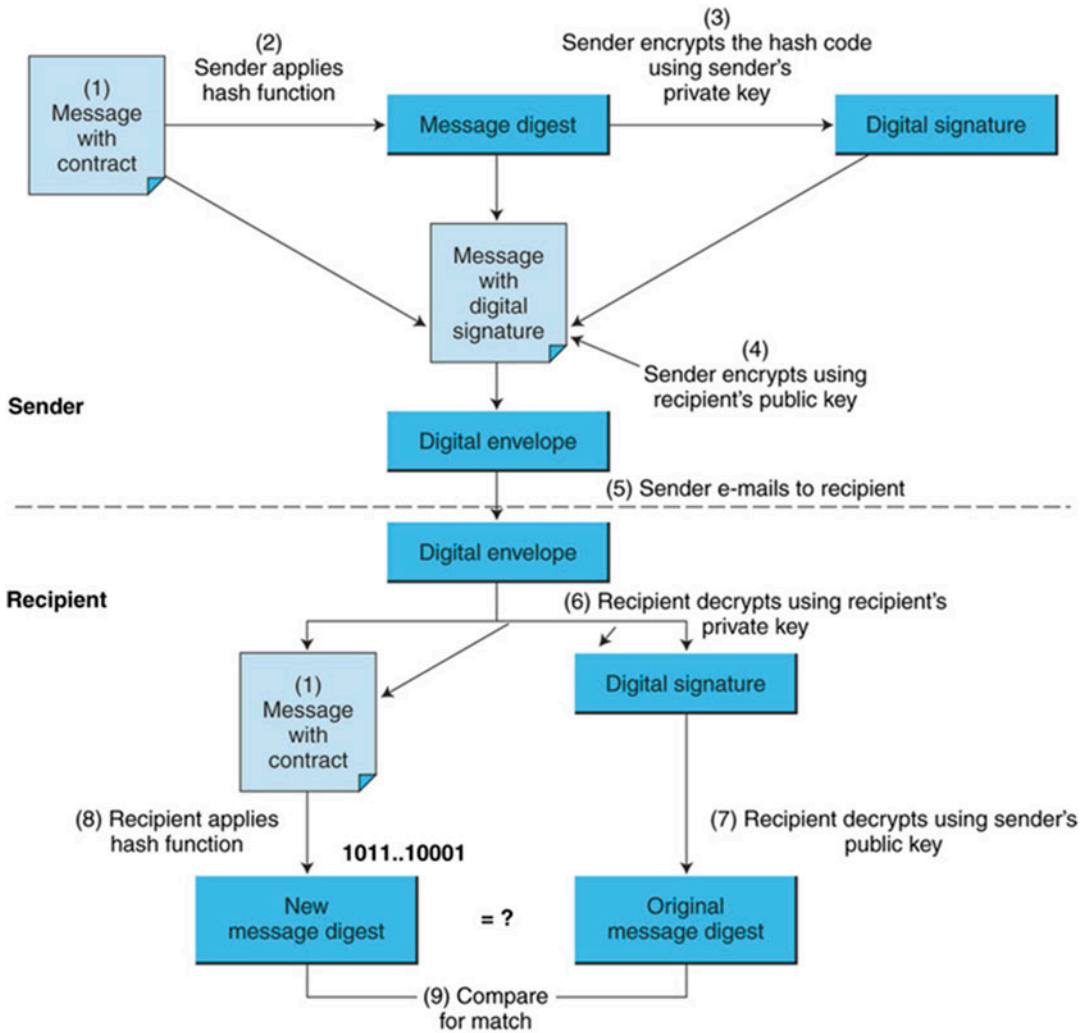 (1)
Message
with
contract
(2)
Sender applies
hash function
Message digest
(3)
Sender encrypts the hash code
using sender's
private key
Digital signature
Message
with
digital
signature
(4)
Sender encrypts using
recipient's public key
Sender
Digital envelope
(5) Sender e-mails to recipient
Digital envelope
Recipient
(6) Recipient decrypts using recipient's
private key
(1)
Message
with
contract
Digital signature
(8) Recipient applies
hash function
(7) Recipient decrypts using sender's
public key
1011..10001
New
message digest
= ?
Original
message digest
(9) Compare
for match